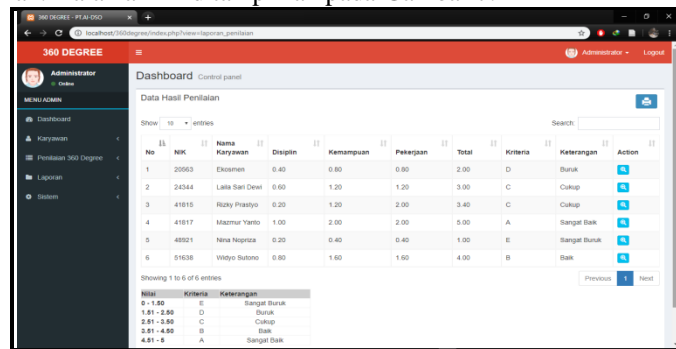 360 DEGREE - PT.AI-DSO
localhost/360degree/index.php?view=laporan_penilaian
360 DEGREE
Administrator
Logout
Administrator
Online
Dashboard Control panel
MENU ADMIN
Data Hasil Penilaian
Dashboard
Show 10 entries
Search:
Karyawan
Penilaian 360 Degree
Laporan
Sistem
No NIK Nama Karyawan Disiplin Kemampuan Pekerjaan Total Kriteria Keterangan Action
1 20563 Ekosmen 0.40 0.80 0.80 2.00 D Buruk
2 24344 Laila Sari Dewi 0.60 1.20 1.20 3.00 C Cukup
3 41615 Rizky Prastyo 0.20 1.20 2.00 3.40 C Cukup
4 41817 Mazmur Yanto 1.00 2.00 2.00 5.00 A Sangat Baik
5 48921 Nina Nopriza 0.20 0.40 0.40 1.00 E Sangat Buruk
6 51638 Widyo Sutono 0.80 1.60 1.60 4.00 B Baik
Showing 1 to 6 of 6 entries
Previous 1 Next
Nilai Kriteria Keterangan
0 - 1.50 E Sangat Buruk
1.51 - 2.50 D Buruk
2.51 - 3.50 C Cukup
3.51 - 4.50 B Baik
4.51 - 5 A Sangat Baik